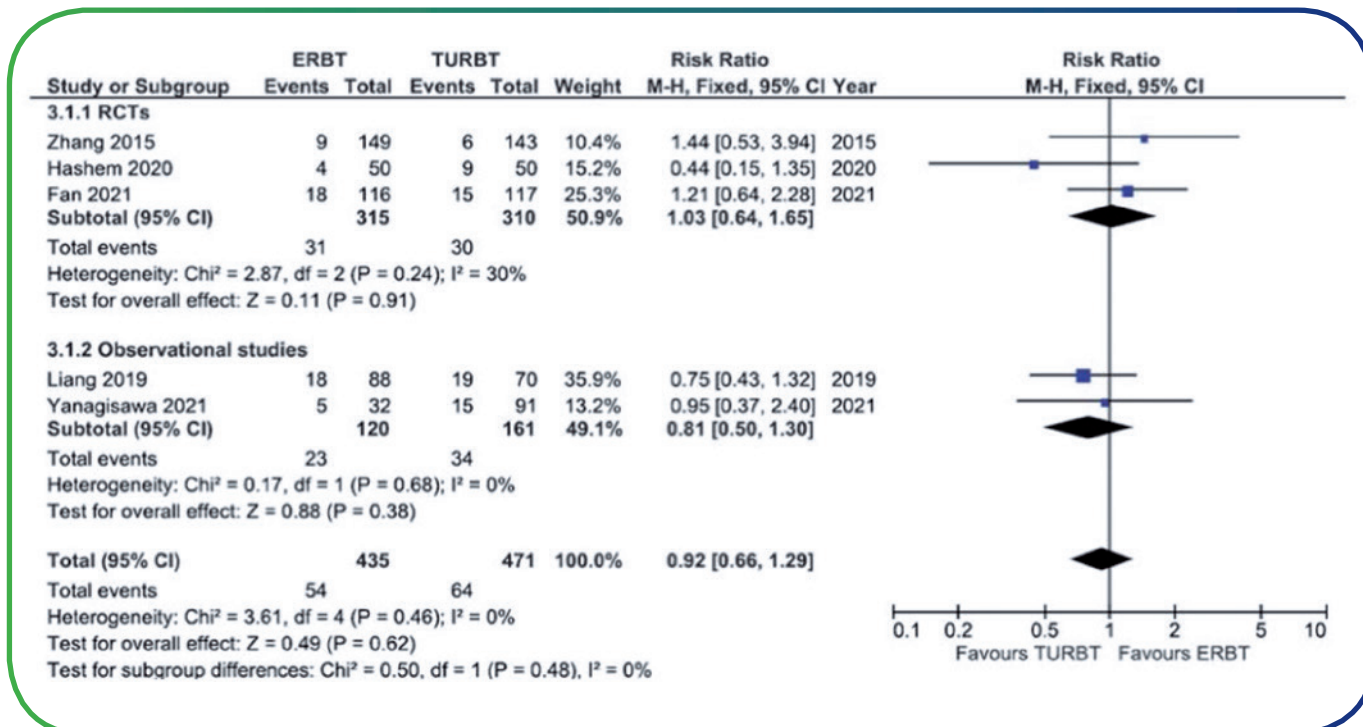 ERBT TURBT Risk Ratio Risk Ratio
Study or Subgroup Events Total Events Total Weight M-H, Fixed, 95% CI Year M-H, Fixed, 95% CI
3.1.1 RCTs
Zhang 2015 9 149 6 143 10.4% 1.44 [0.53, 3.94] 2015
Hashem 2020 4 50 9 50 15.2% 0.44 [0.15, 1.35] 2020
Fan 2021 18 116 15 117 25.3% 1.21 [0.64, 2.28] 2021
Subtotal (95% CI) 315 310 50.9% 1.03 [0.64, 1.65]
Total events 31 30
Heterogeneity: Chi² = 2.87, df = 2 (P = 0.24); I² = 30%
Test for overall effect: Z = 0.11 (P = 0.91)
3.1.2 Observational studies
Liang 2019 18 88 19 70 35.9% 0.75 [0.43, 1.32] 2019
Yanagisawa 2021 5 32 15 91 13.2% 0.95 [0.37, 2.40] 2021
Subtotal (95% CI) 120 161 49.1% 0.81 [0.50, 1.30]
Total events 23 34
Heterogeneity: Chi² = 0.17, df = 1 (P = 0.68); I² = 0%
Test for overall effect: Z = 0.88 (P = 0.38)
Total (95% CI) 435 471 100.0% 0.92 [0.66, 1.29]
Total events 54 64
Heterogeneity: Chi² = 3.61, df = 4 (P = 0.46); I² = 0%
Test for overall effect: Z = 0.49 (P = 0.62)
Test for subgroup differences: Chi² = 0.50, df = 1 (P = 0.48), I² = 0%
0.1 0.2 0.5 1 2 5 10
Favours TURBT Favours ERBT